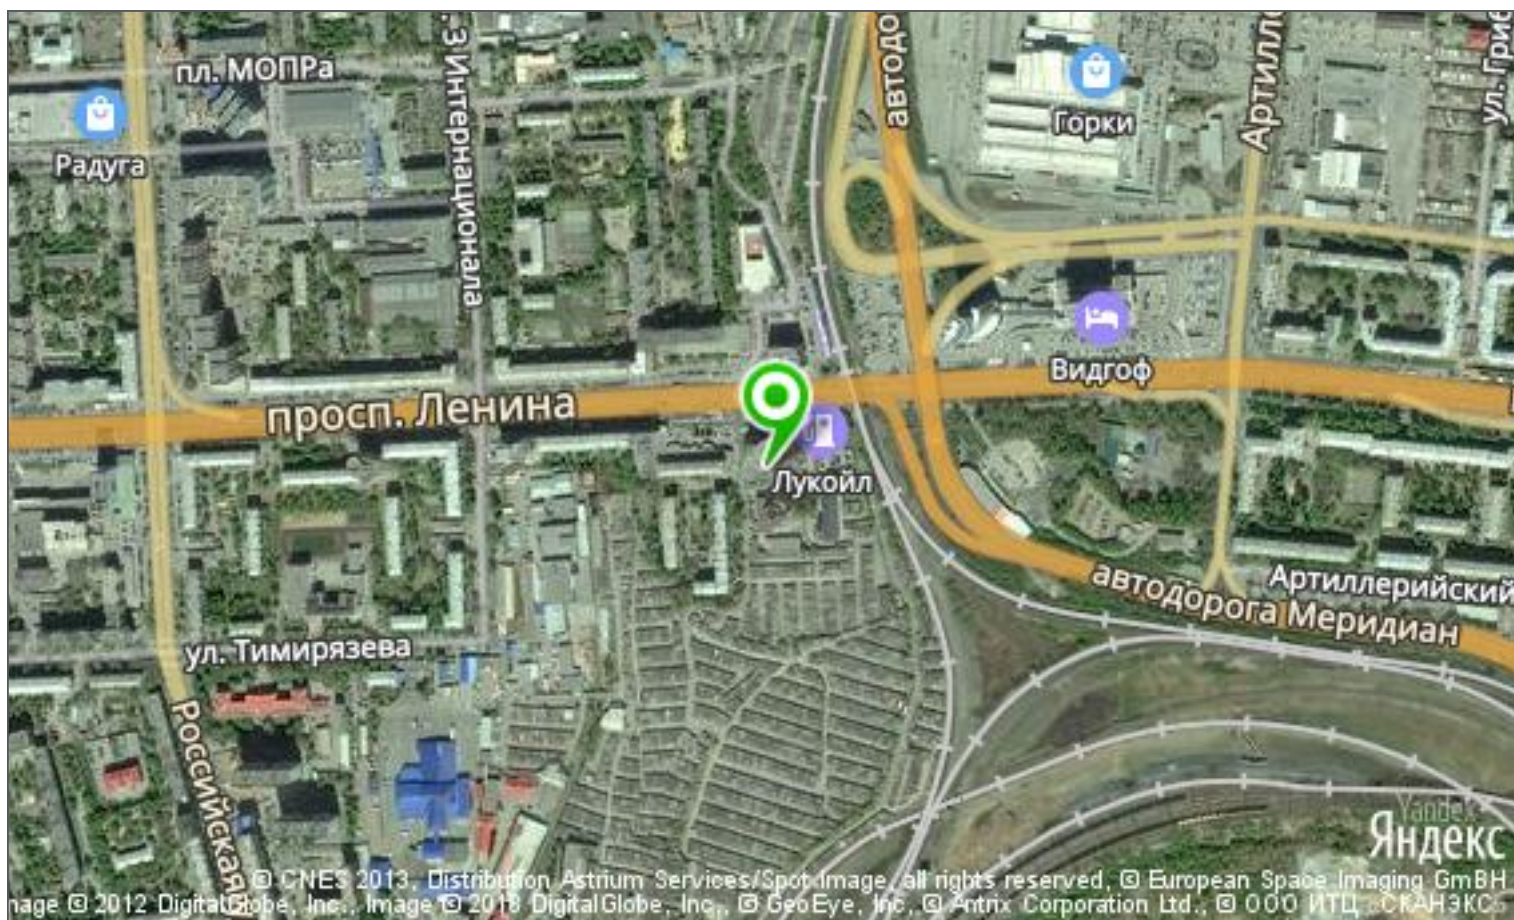 пл. МОПРа
Радуга
3 Интернационала
автодо
Горки
Артилле
ул. Гриб
Видгоф
просп. Ленина
Лукойл
автодорога Меридиан
Артиллерийский
ул. Тимирязева
Российская
Yandex
Яндекс
© CNES 2013, Distribution Astrium Services/Spot Image, all rights reserved, © European Space Imaging GmBH
nage © 2012 DigitalGlobe, Inc., Image © 2013 DigitalGlobe, Inc., © GeoEye, Inc, © Antrix Corporation Ltd., © ООО ИТЦ «СКАНЭКС»